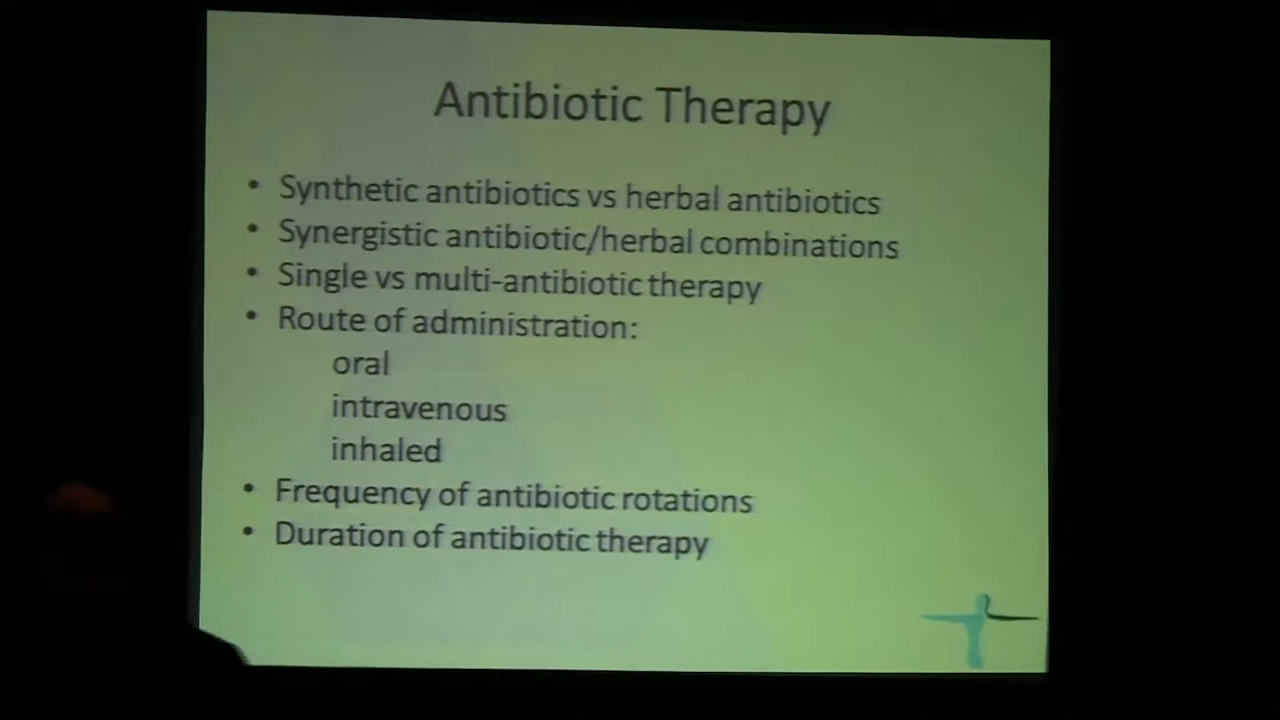 Antibiotic Therapy
• Synthetic antibiotics vs herbal antibiotics
• Synergistic antibiotic/herbal combinations
• Single vs multi-antibiotic therapy
• Route of administration:
oral
intravenous
inhaled
• Frequency of antibiotic rotations
• Duration of antibiotic therapy